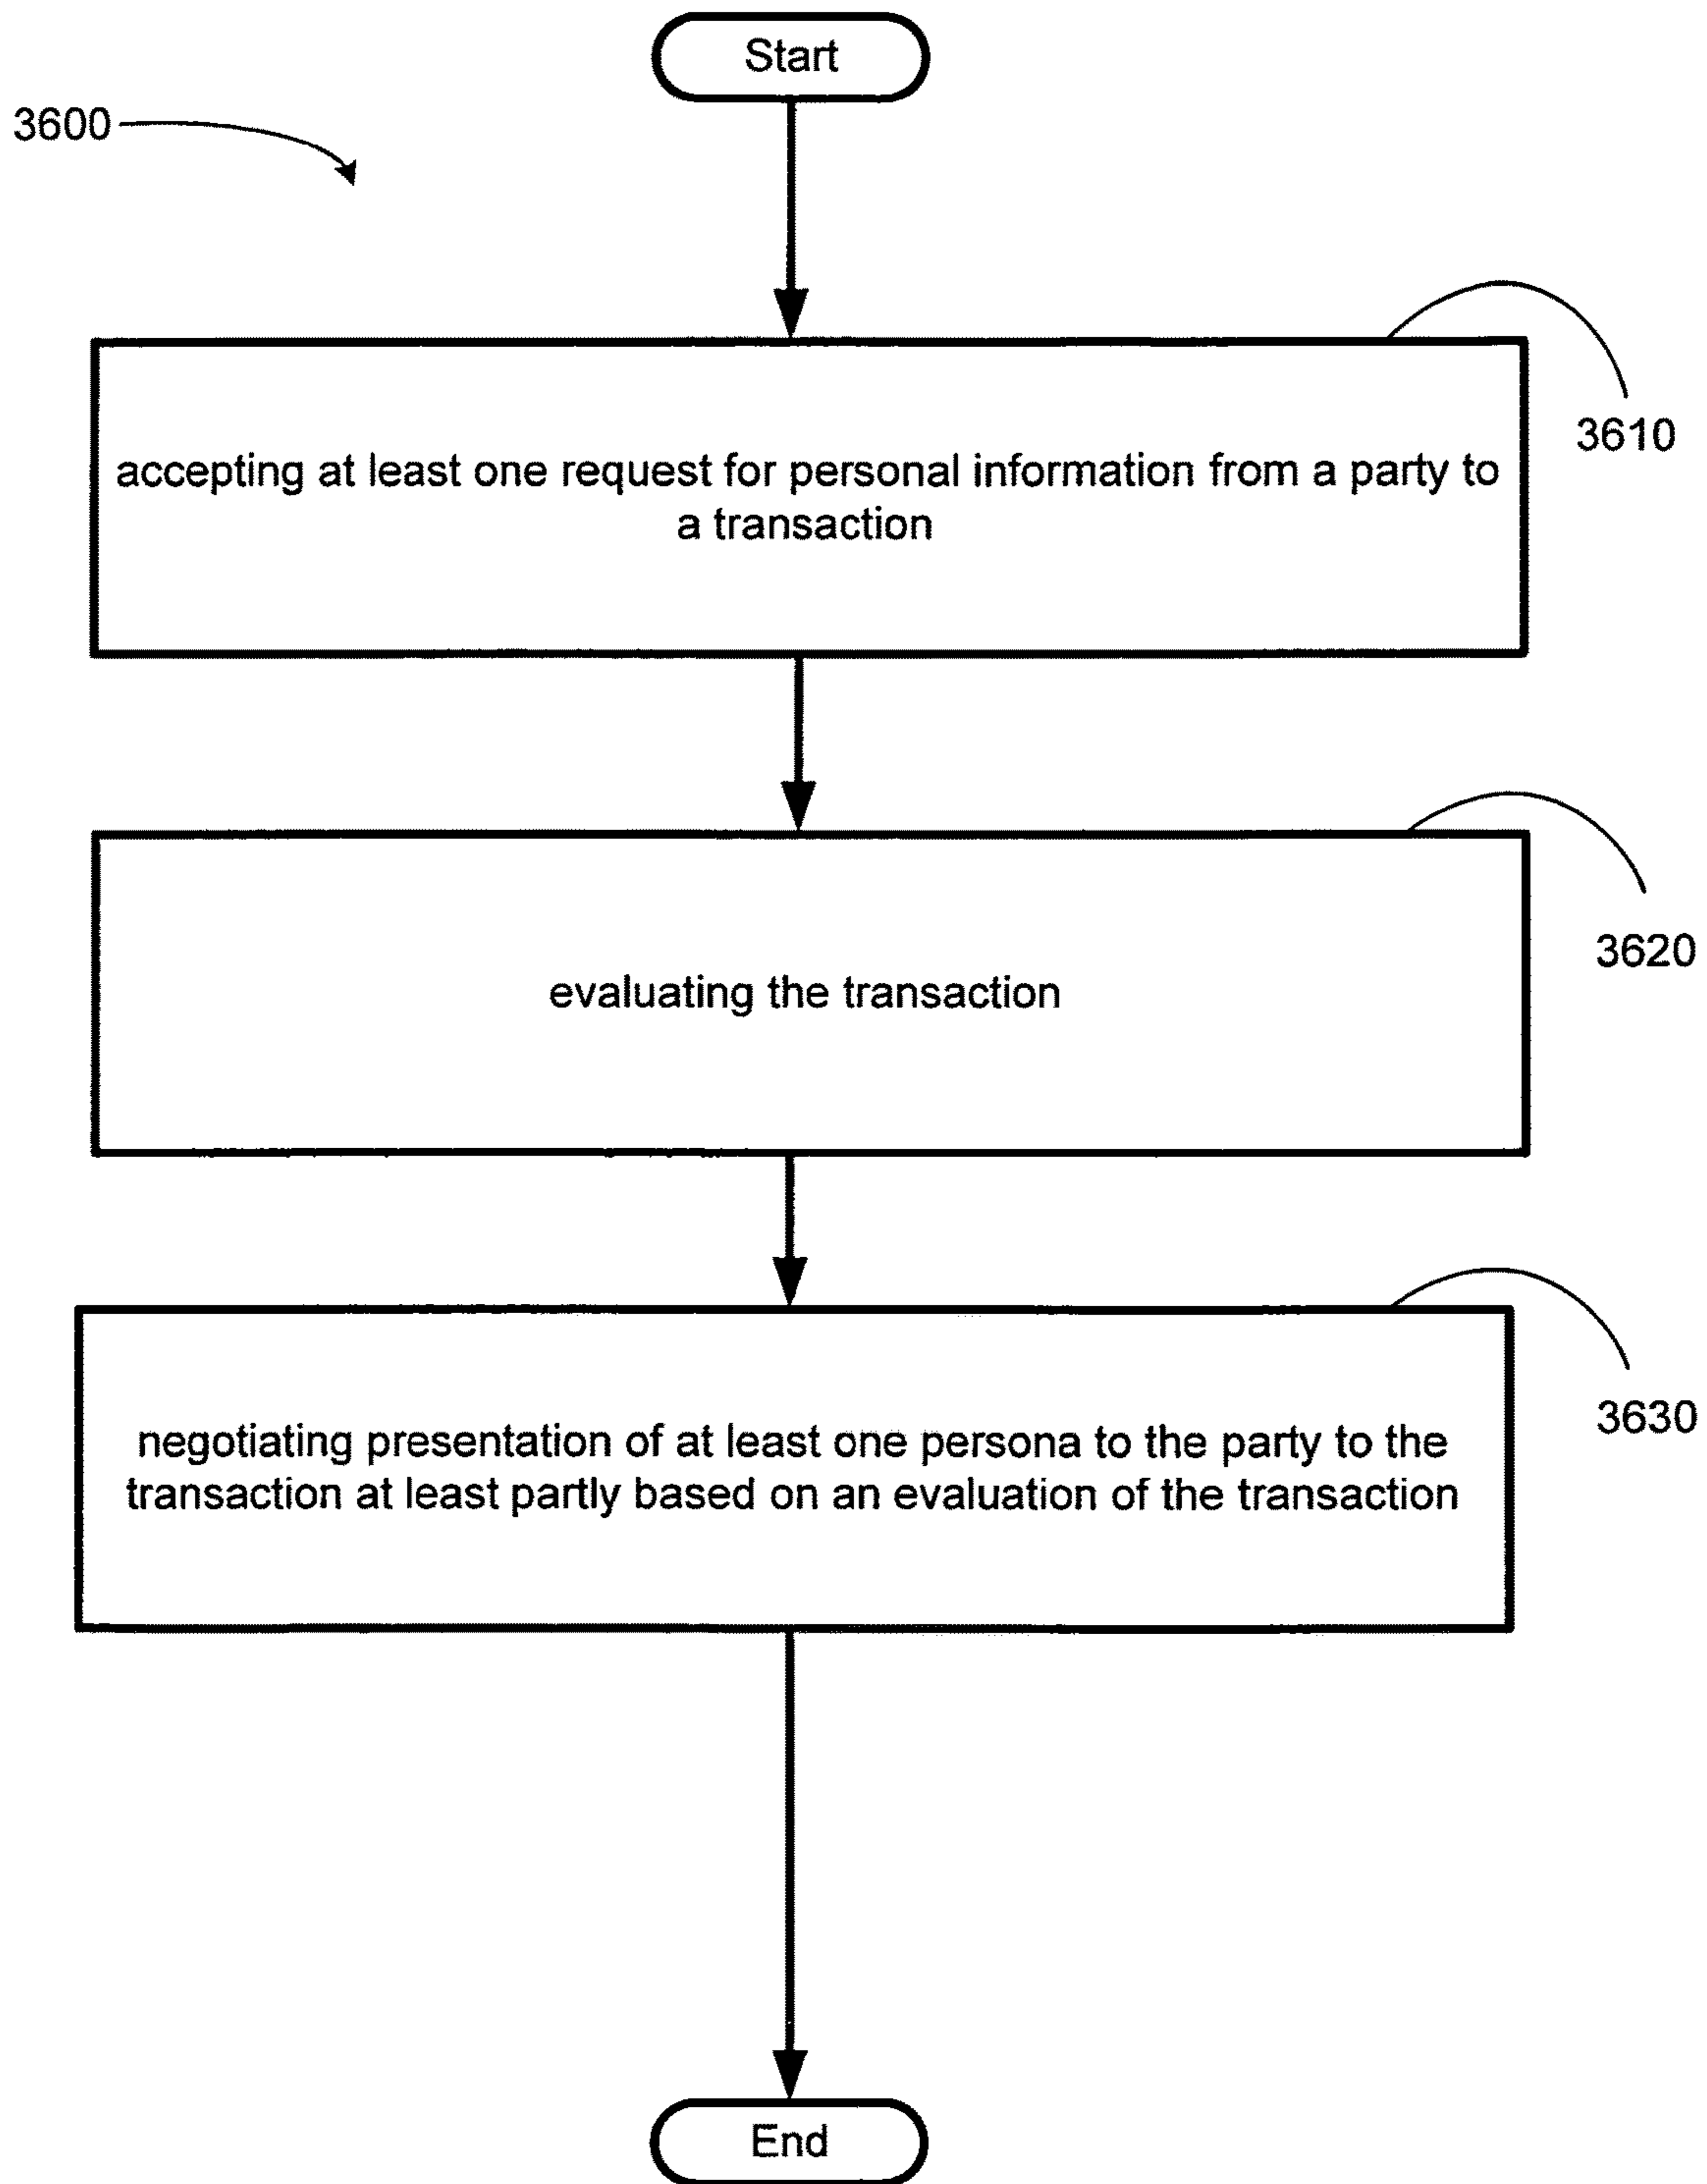 Start
3600
3610
accepting at least one request for personal information from a party to
a transaction
3620
evaluating the transaction
3630
negotiating presentation of at least one persona to the party to the
transaction at least partly based on an evaluation of the transaction
End